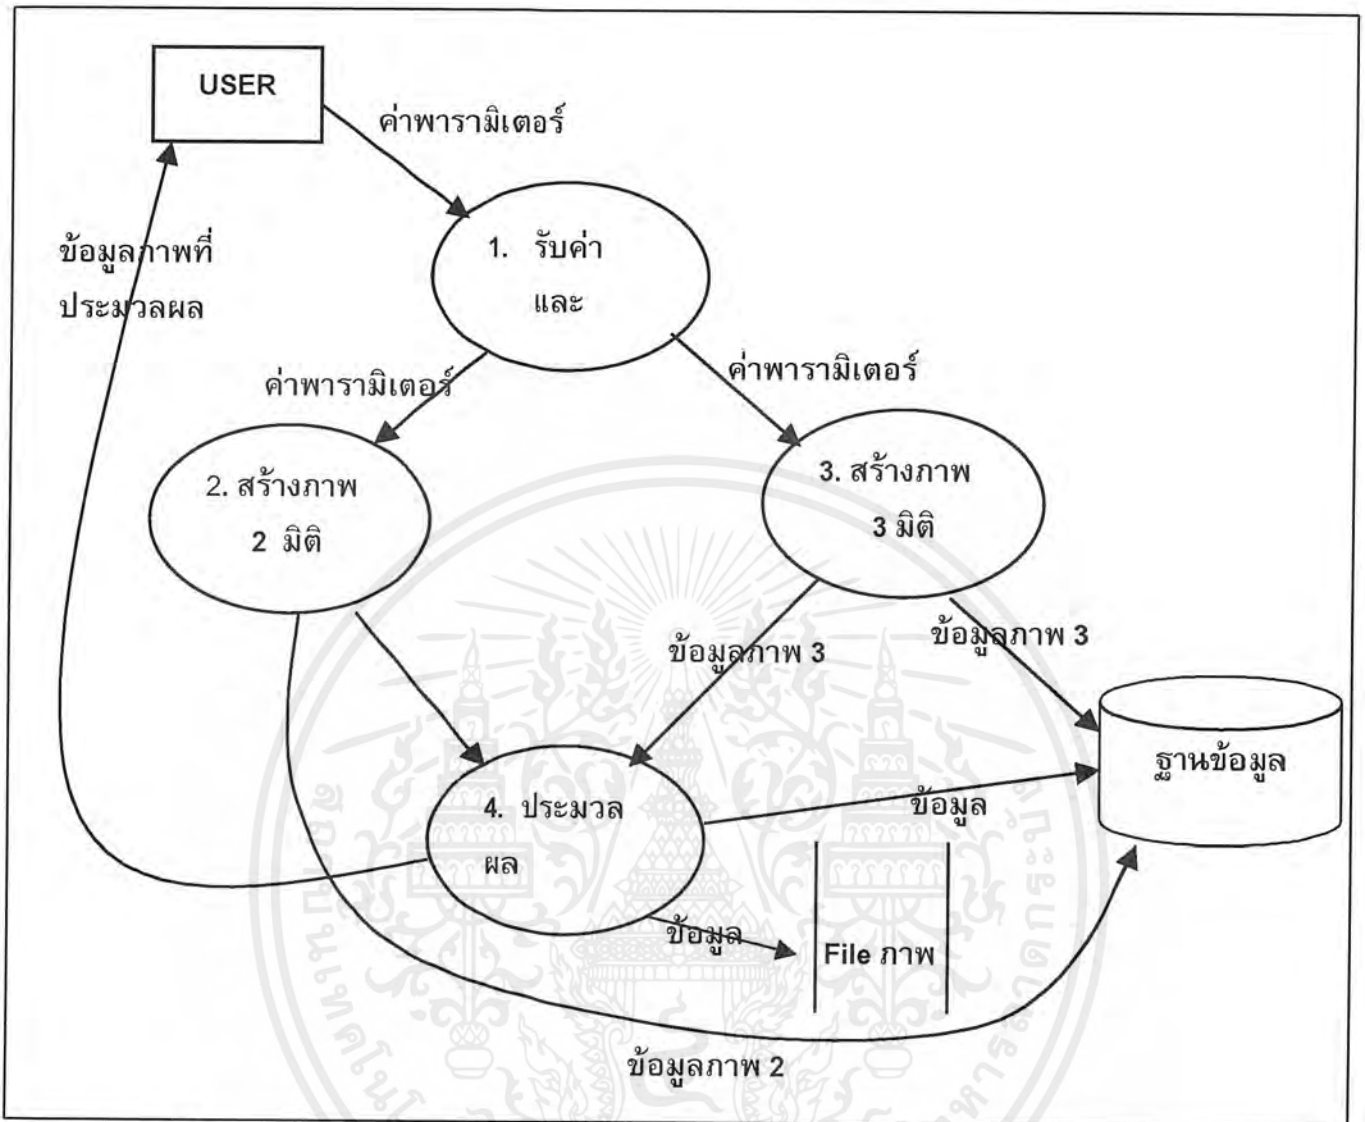 USER
ค่าพารามิเตอร์
ข้อมูลภาพที่
ประมวลผล
1. รับค่า
และ
ค่าพารามิเตอร์
ค่าพารามิเตอร์
2. สร้างภาพ
2 มิติ
3. สร้างภาพ
3 มิติ
ข้อมูลภาพ 3
ข้อมูลภาพ 3
ฐานข้อมูล
4. ประมวล
ผล
ข้อมูล
ข้อมูล
File ภาพ
ข้อมูลภาพ 2